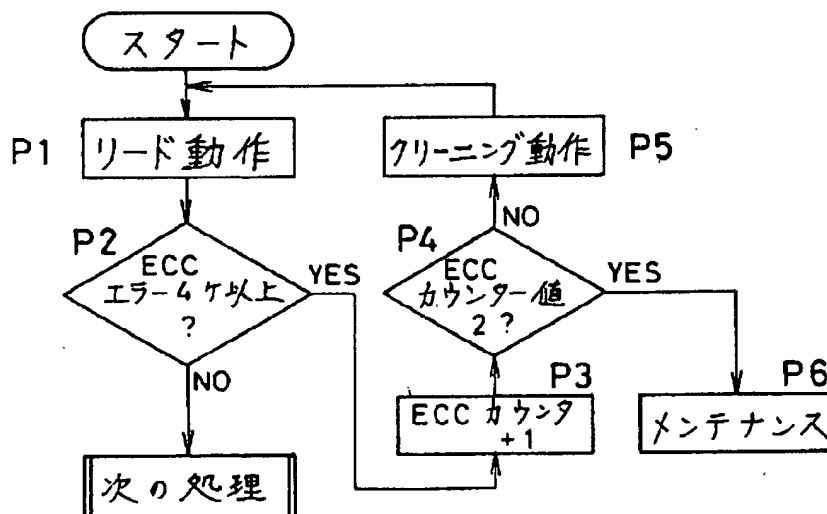 スタート
P1
リード動作
P2
ECC
エラー4ケ以上
?
YES
NO
次の処理
クリーニング動作
P5
NO
P4
ECC
カウンター値
2?
YES
P3
ECCカウンタ
+1
P6
メンテナンス